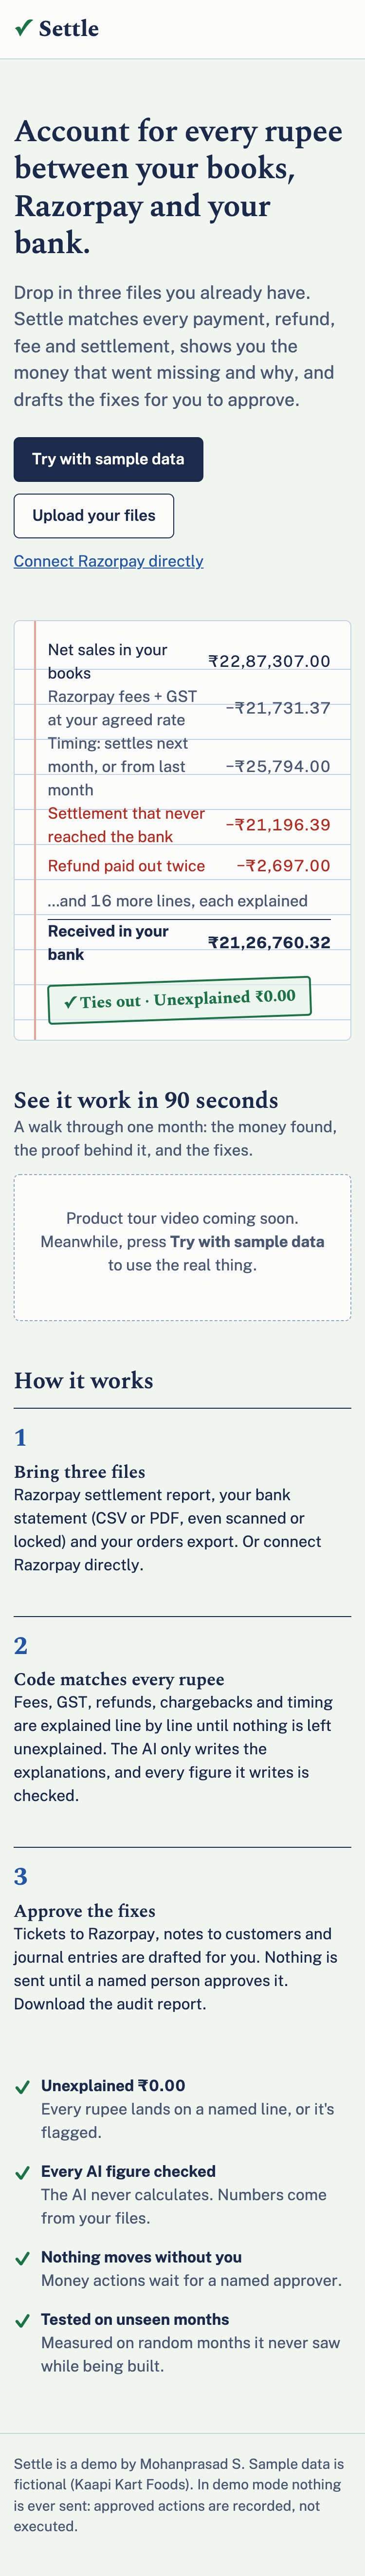 ✓ Settle
Account for every rupee
between your books,
Razorpay and your
bank.
Drop in three files you already have.
Settle matches every payment, refund,
fee and settlement, shows you the
money that went missing and why, and
drafts the fixes for you to approve.
Try with sample data
Upload your files
Connect Razorpay directly
Net sales in your
books
₹22,87,307.00
Razorpay fees + GST
at your agreed rate
−₹21,731.37
Timing: settles next
month, or from last
month
−₹25,794.00
Settlement that never
reached the bank
−₹21,196.39
Refund paid out twice −₹2,697.00
...and 16 more lines, each explained
Received in your
bank
₹21,26,760.32
✓Ties out · Unexplained ₹0.00
See it work in 90 seconds
A walk through one month: the money found,
the proof behind it, and the fixes.
Product tour video coming soon.
Meanwhile, press Try with sample data
to use the real thing.
How it works
1
Bring three files
Razorpay settlement report, your bank
statement (CSV or PDF, even scanned or
locked) and your orders export. Or connect
Razorpay directly.
2
Code matches every rupee
Fees, GST, refunds, chargebacks and timing
are explained line by line until nothing is left
unexplained. The AI only writes the
explanations, and every figure it writes is
checked.
3
Approve the fixes
Tickets to Razorpay, notes to customers and
journal entries are drafted for you. Nothing is
sent until a named person approves it.
Download the audit report.
✓ Unexplained ₹0.00
Every rupee lands on a named line, or it's
flagged.
✓ Every AI figure checked
The AI never calculates. Numbers come
from your files.
✓ Nothing moves without you
Money actions wait for a named approver.
✓ Tested on unseen months
Measured on random months it never saw
while being built.
Settle is a demo by Mohanprasad S. Sample data is
fictional (Kaapi Kart Foods). In demo mode nothing
is ever sent: approved actions are recorded, not
executed.